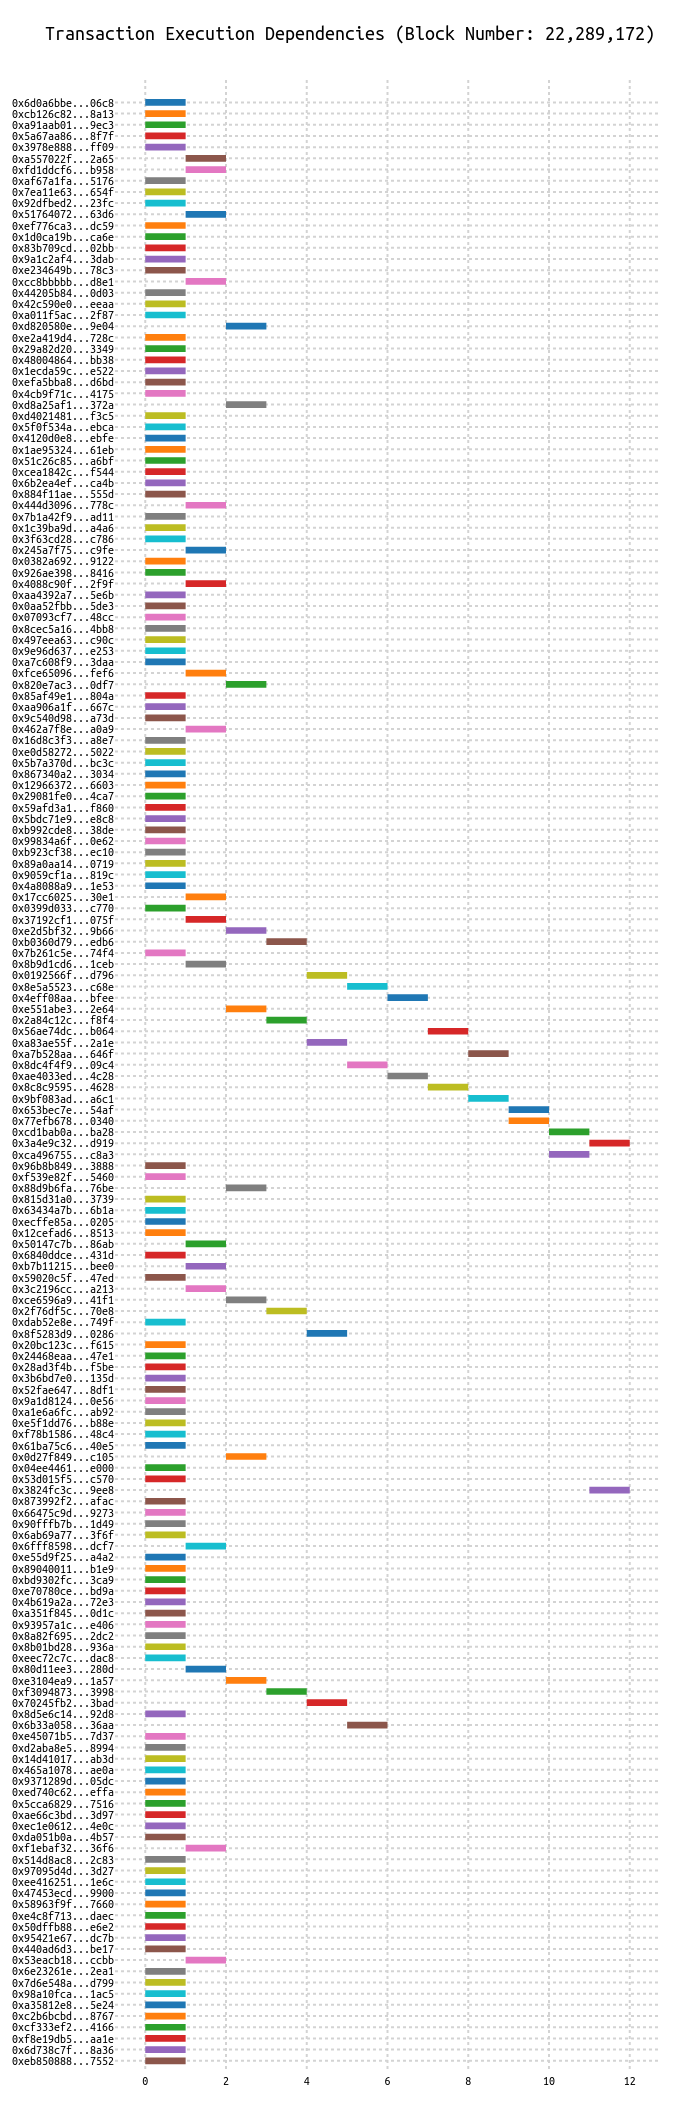 Transaction Execution Dependencies (Block Number: 22,289,172)
0x6d0a6bbe...06c8
0xcb126c82...8a13
0xa91aab01...9ec3
0x5a67aa86...8f7f
0x3978e888...ff09
0xa557022f...2a65
0xfd1ddcf6...b958
0xaf67a1fa...5176
0x7ea11e63...654f
0x92dfbed2...23fc
0x51764072...63d6
0xef776ca3...dc59
0x1d0ca19b...ca6e
0x83b709cd...02bb
0x9a1c2af4...3dab
0xe234649b...78c3
0xcc8bbbbb...d8e1
0x44205b84...0d03
0x42c590e0...eeaa
0xa011f5ac...2f87
0xd820580e...9e04
0xe2a419d4...728c
0x29a82d20...3349
0x48004864...bb38
0x1ecda59c...e522
0xefa5bba8...d6bd
0x4cb9f71c...4175
0xd8a25af1...372a
0xd4021481...f3c5
0x5f0f534a...ebca
0x4120d0e8...ebfe
0x1ae95324...61eb
0x51c26c85...a6bf
0xcea1842c...f544
0x6b2ea4ef...ca4b
0x884f11ae...555d
0x444d3096...778c
0x7b1a42f9...ad11
0x1c39ba9d...a4a6
0x3f63cd28...c786
0x245a7f75...c9fe
0x0382a692...9122
0x926ae398...8416
0x4088c90f...2f9f
0xaa4392a7...5e6b
0x0aa52fbb...5de3
0x07093cf7...48cc
0x8cec5a16...4bb8
0x497eea63...c90c
0x9e96d637...e253
0xa7c608f9...3daa
0xfce65096...fef6
0x820e7ac3...0df7
0x85af49e1...804a
0xaa906a1f...667c
0x9c540d98...a73d
0x462a7f8e...a0a9
0x16d8c3f3...a8e7
0xe0d58272...5022
0x5b7a370d...bc3c
0x867340a2...3034
0x12966372...6603
0x29081fe0...4ca7
0x59afd3a1...f860
0x5bdc71e9...e8c8
0xb992cde8...38de
0x99834a6f...0e62
0xb923cf38...ec10
0x89a0aa14...0719
0x9059cf1a...819c
0x4a8088a9...1e53
0x17cc6025...30e1
0x0399d033...c770
0x37192cf1...075f
0xe2d5bf32...9b66
0xb0360d79...edb6
0x7b261c5e...74f4
0x8b9d1cd6...1ceb
0x0192566f...d796
0x8e5a5523...c68e
0x4eff08aa...bfee
0xe551abe3...2e64
0x2a84c12c...f8f4
0x56ae74dc...b064
0xa83ae55f...2a1e
0xa7b528aa...646f
0x8dc4f4f9...09c4
0xae4033ed...4c28
0x8c8c9595...4628
0x9bf083ad...a6c1
0x653bec7e...54af
0x77efb678...0340
0xcd1bab0a...ba28
0x3a4e9c32...d919
0xca496755...c8a3
0x96b8b849...3888
0xf539e82f...5460
0x88d9b6fa...76be
0x815d31a0...3739
0x63434a7b...6b1a
0xecffe85a...0205
0x12cefad6...8513
0x50147c7b...86ab
0x6840ddce...431d
0xb7b11215...bee0
0x59020c5f...47ed
0x3c2196cc...a213
0xce6596a9...41f1
0x2f76df5c...70e8
0xdab52e8e...749f
0x8f5283d9...0286
0x20bc123c...f615
0x24468eaa...47e1
0x28ad3f4b...f5be
0x3b6bd7e0...135d
0x52fae647...8df1
0x9a1d8124...0e56
0xa1e6a6fc...ab92
0xe5f1dd76...b88e
0xf78b1586...48c4
0x61ba75c6...40e5
0x0d27f849...c105
0x04ee4461...e000
0x53d015f5...c570
0x3824fc3c...9ee8
0x873992f2...afac
0x66475c9d...9273
0x90fffb7b...1d49
0x6ab69a77...3f6f
0x6fff8598...dcf7
0xe55d9f25...a4a2
0x89040011...b1e9
0xbd9302fc...3ca9
0xe70780ce...bd9a
0x4b619a2a...72e3
0xa351f845...0d1c
0x93957a1c...e406
0x8a82f695...2dc2
0x8b01bd28...936a
0xeec72c7c...dac8
0x80d11ee3...280d
0xe3104ea9...1a57
0xf3094873...3998
0x70245fb2...3bad
0x8d5e6c14...92d8
0x6b33a058...36aa
0xe45071b5...7d37
0xd2aba8e5...8994
0x14d41017...ab3d
0x465a1078...ae0a
0x9371289d...05dc
0xed740c62...effa
0x5cca6829...7516
0xae66c3bd...3d97
0xec1e0612...4e0c
0xda051b0a...4b57
0xf1ebaf32...36f6
0x514d8ac8...2c83
0x97095d4d...3d27
0xee416251...1e6c
0x47453ecd...9900
0x58963f9f...7660
0xe4c8f713...daec
0x50dffb88...e6e2
0x95421e67...dc7b
0x440ad6d3...be17
0x53eacb18...ccbb
0x6e23261e...2ea1
0x7d6e548a...d799
0x98a10fca...1ac5
0xa35812e8...5e24
0xc2b6bcbd...8767
0xcf333ef2...4166
0xf8e19db5...aa1e
0x6d738c7f...8a36
0xeb850888...7552
0 2 4 6 8 10 12